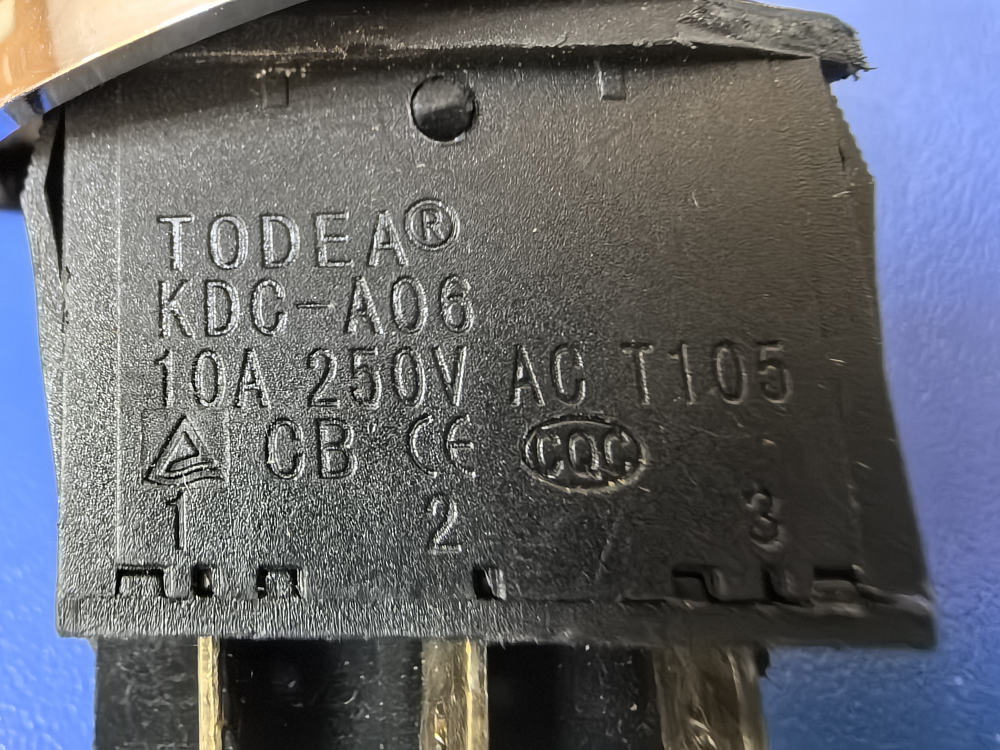 TODEA®
KDC-A06
10A 250V AC T105
CB CE CQC
1 2 3